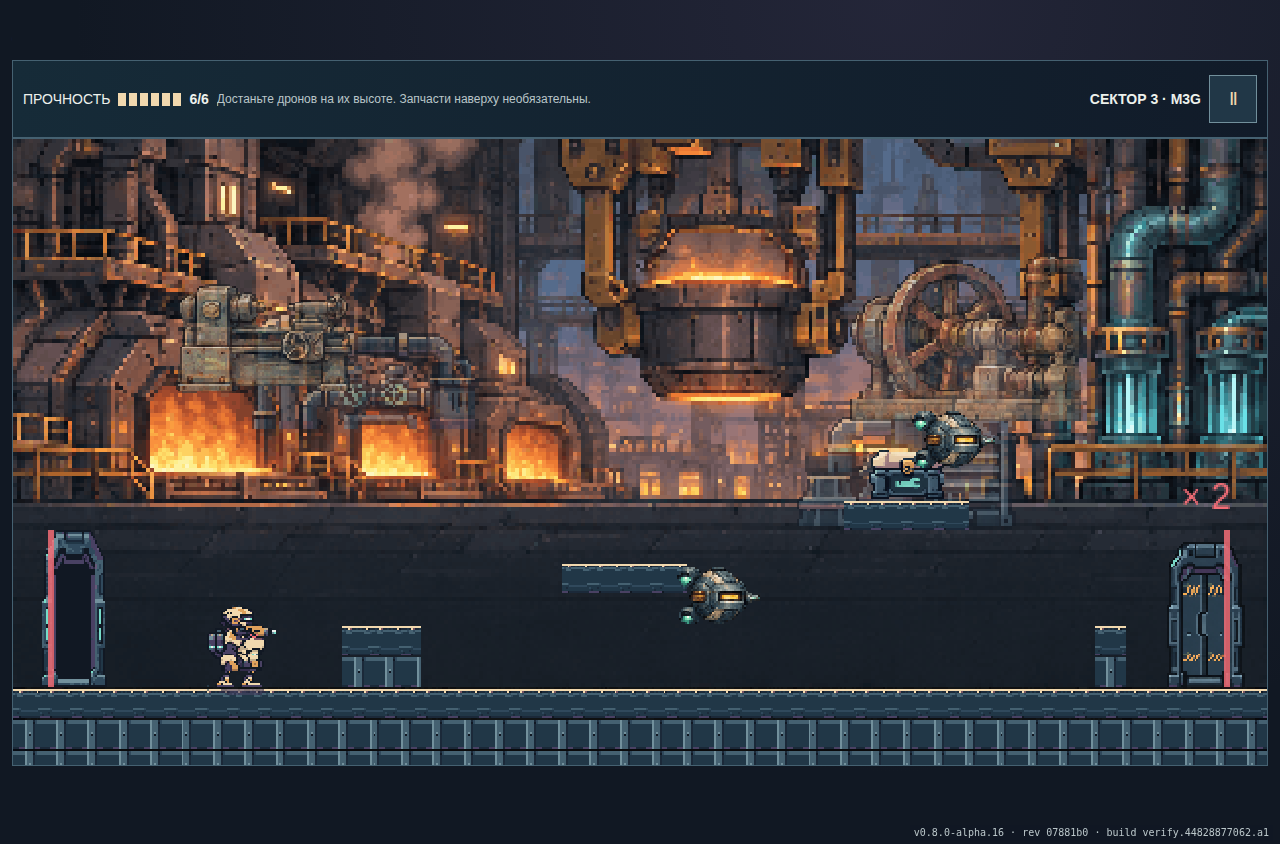 ПРОЧНОСТЬ 6/6 Достаньте дронов на их высоте. Запчасти наверху необязательны. СЕКТОР 3 · M3G
× 2
v0.8.0-alpha.16 · rev 07881b0 · build verify.44828877062.a1